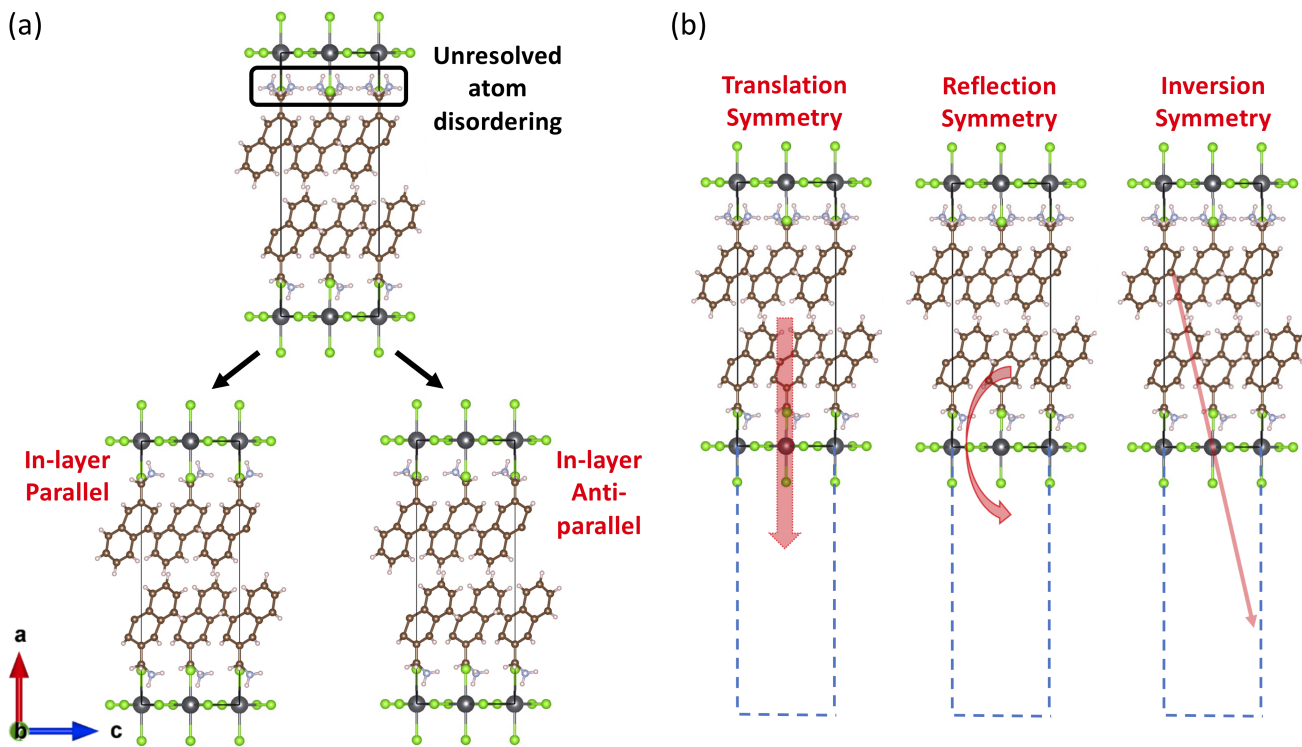 (a)
Unresolved
atom
disordering
In-layer
Parallel
In-layer
Anti-
parallel
a
b
c
(b)
Translation
Symmetry
Reflection
Symmetry
Inversion
Symmetry